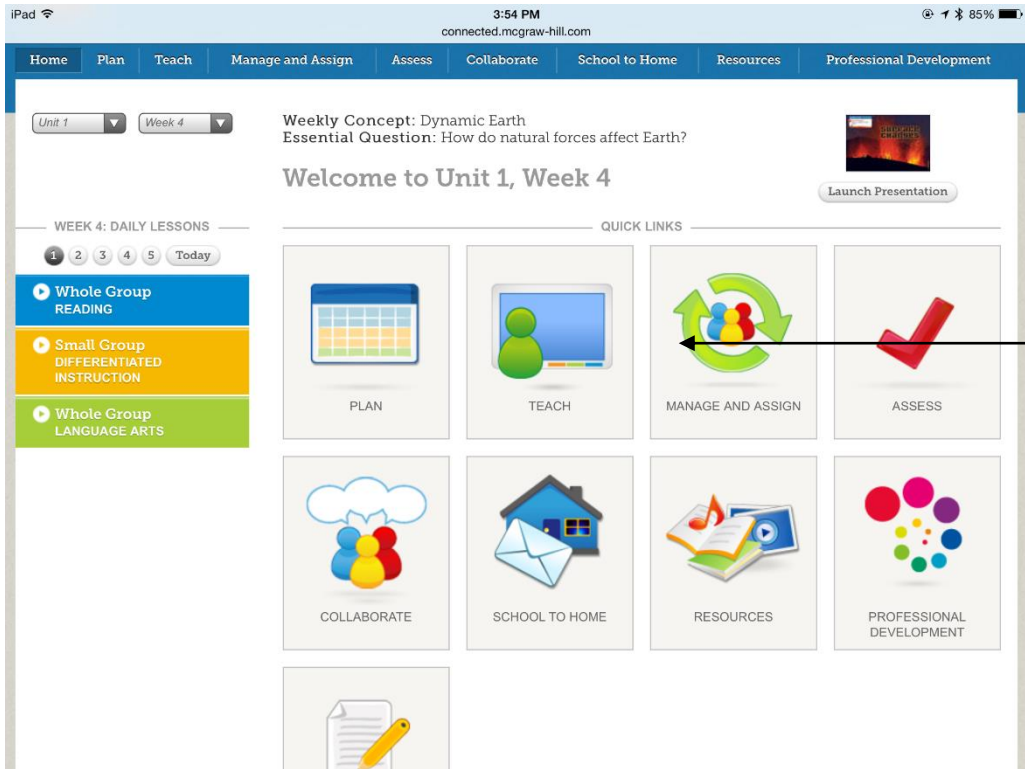 iPad 3:54 PM 85%
connected.mcgraw-hill.com
Home Plan Teach Manage and Assign Assess Collaborate School to Home Resources Professional Development
Unit 1 Week 4
Weekly Concept: Dynamic Earth
Essential Question: How do natural forces affect Earth?
Welcome to Unit 1, Week 4
SURFACE CHANGES
Launch Presentation
WEEK 4: DAILY LESSONS
1 2 3 4 5 Today
Whole Group
READING
Small Group
DIFFERENTIATED
INSTRUCTION
Whole Group
LANGUAGE ARTS
QUICK LINKS
PLAN TEACH MANAGE AND ASSIGN ASSESS
COLLABORATE SCHOOL TO HOME RESOURCES PROFESSIONAL
DEVELOPMENT